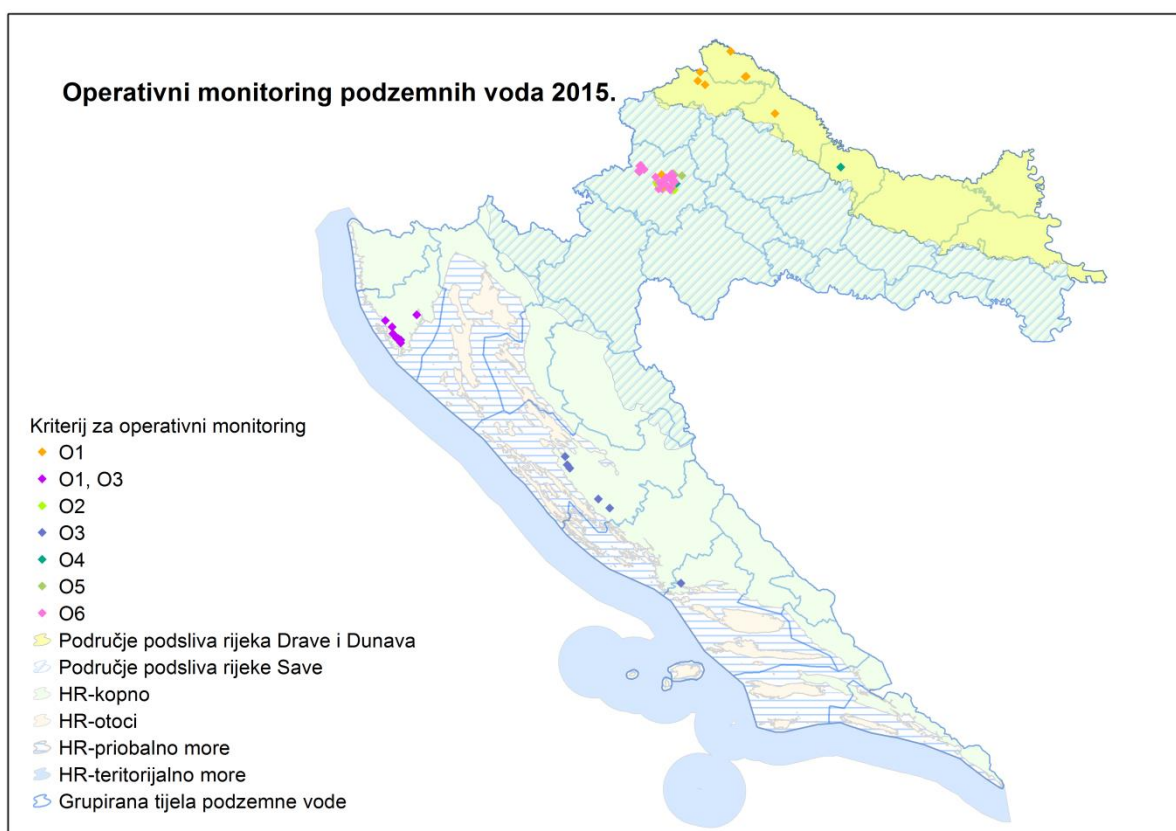 Operativni monitoring podzemnih voda 2015.
Kriterij za operativni monitoring
O1
O1, O3
O2
O3
O4
O5
O6
Područje podsliva rijeka Drave i Dunava
Područje podsliva rijeke Save
HR-kopno
HR-otoci
HR-priobalno more
HR-teritorijalno more
Grupirana tijela podzemne vode